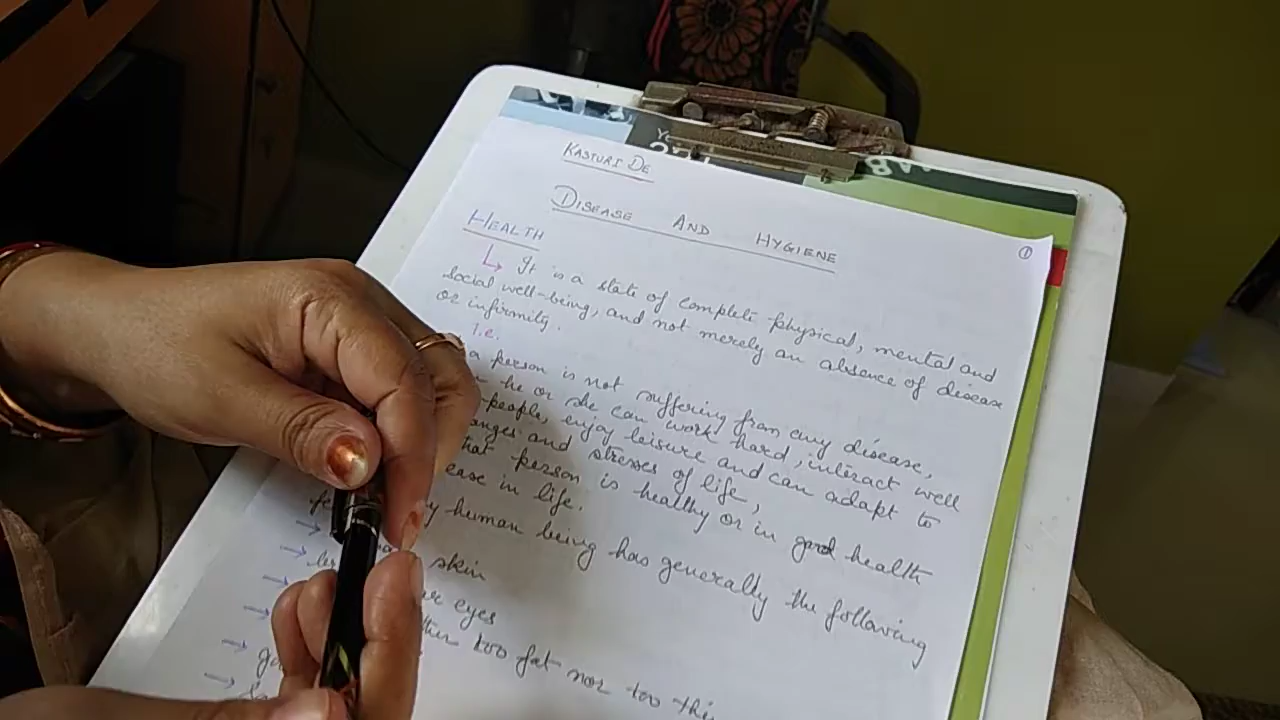 KASTURI DE
DISEASE AND HYGIENE
①
HEALTH
↳ It is a state of complete physical, mental and
social well-being, and not merely an absence of disease
or infirmity.
i.e.
a person is not suffering from any disease,
he or she can work hard, interact well
people, enjoy leisure and can adapt to
anges and stresses of life,
that person is healthy or in good health
ease in life.
y human being has generally the following
fe
→ skin
→ eyes
→ too fat nor too thi
→
→ g
→